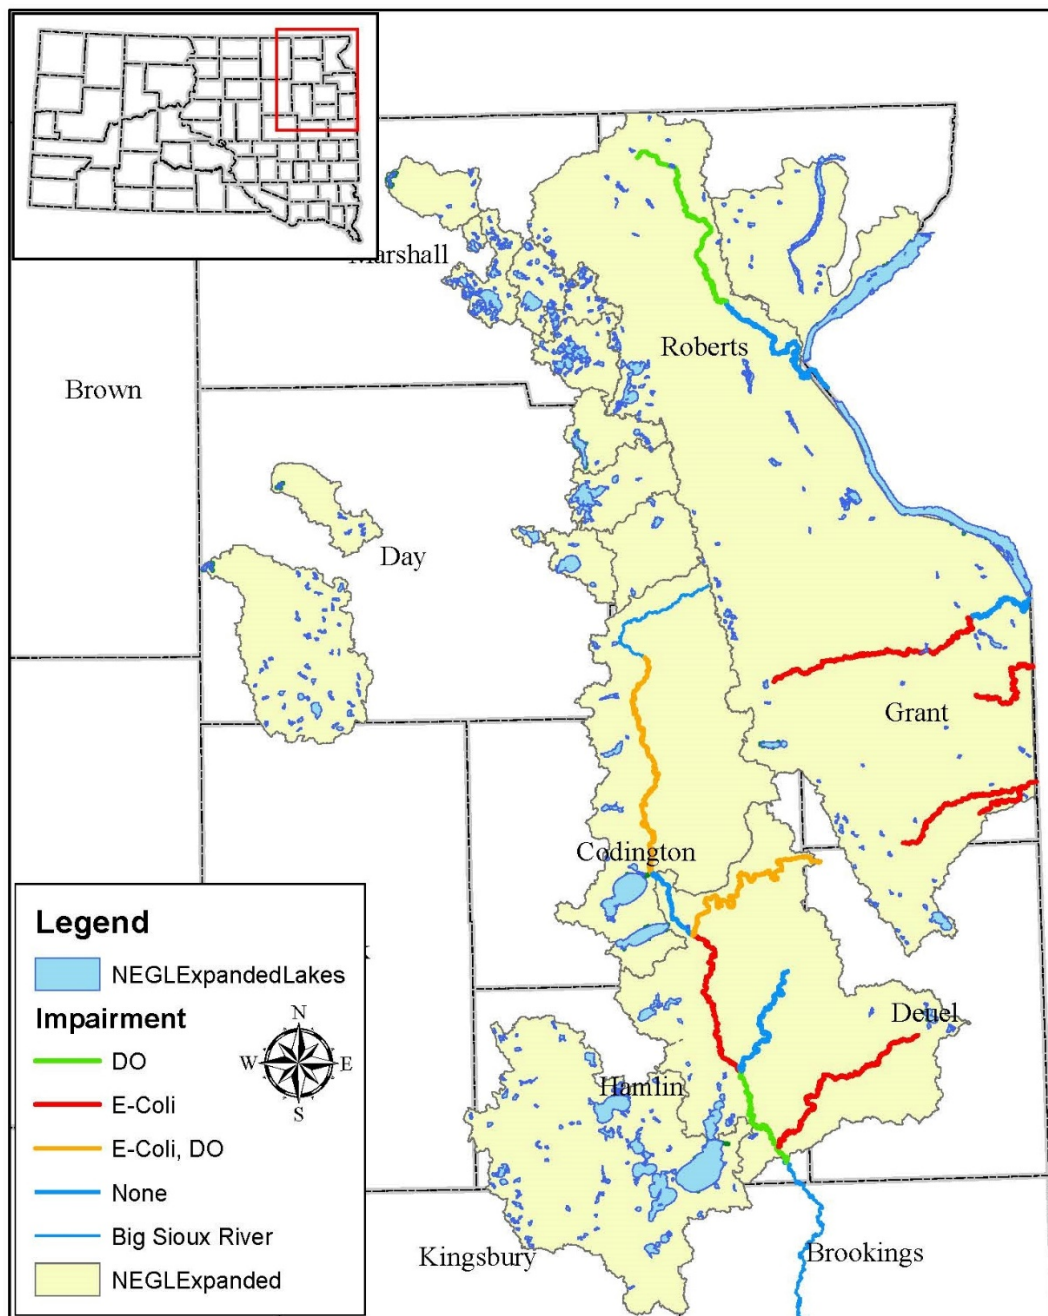 Marshall
Roberts
Brown
Day
Grant
Codington
Legend
NEGLExpandedLakes
Impairment
DO
E-Coli
E-Coli, DO
None
Big Sioux River
NEGLExpanded
N
W
E
S
Deuel
Hamlin
Kingsbury
Brookings